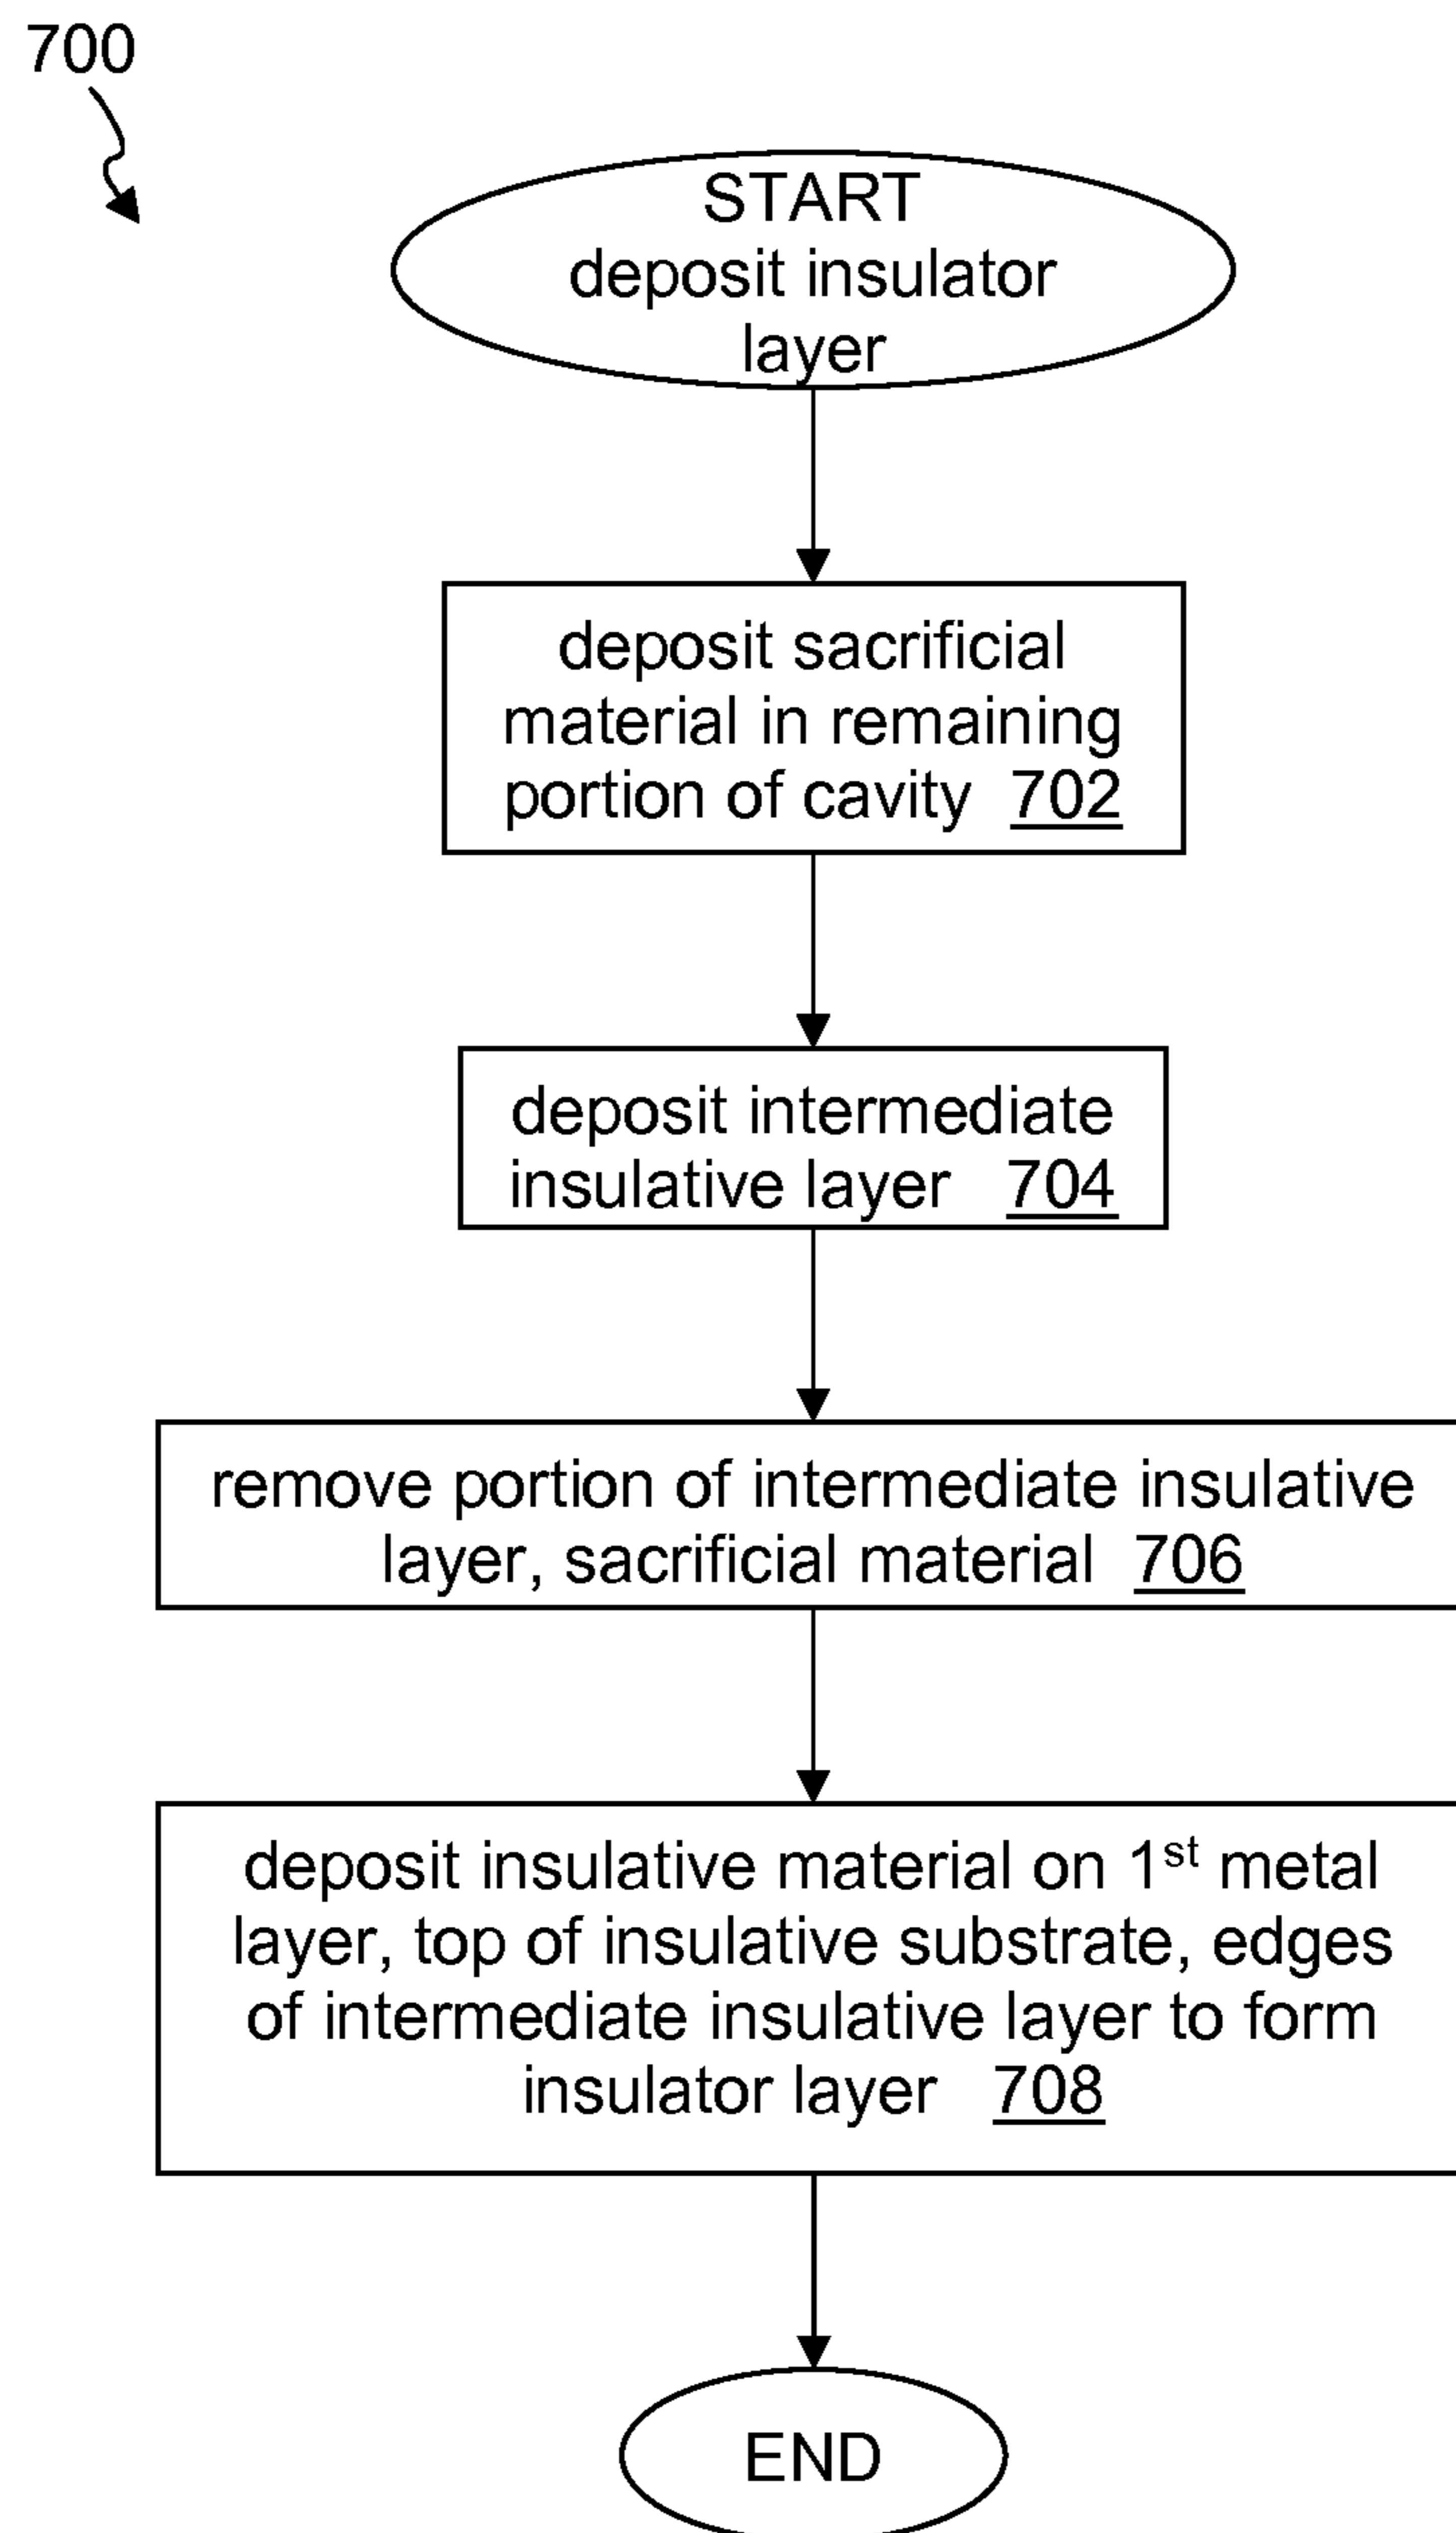 700
START
deposit insulator
layer
deposit sacrificial
material in remaining
portion of cavity 702
deposit intermediate
insulative layer 704
remove portion of intermediate insulative
layer, sacrificial material 706
deposit insulative material on 1st metal
layer, top of insulative substrate, edges
of intermediate insulative layer to form
insulator layer 708
END